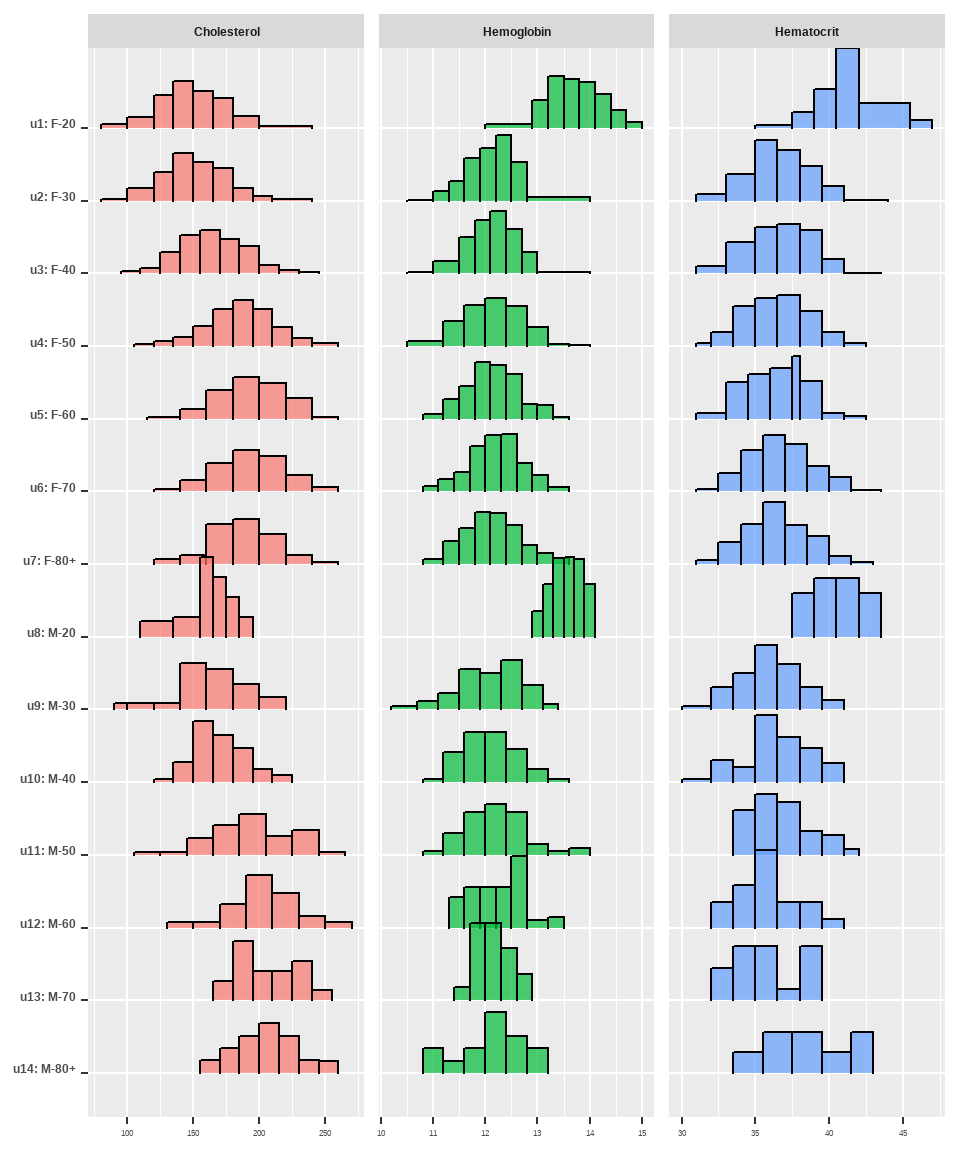 Cholesterol Hemoglobin Hematocrit
u1: F-20
u2: F-30
u3: F-40
u4: F-50
u5: F-60
u6: F-70
u7: F-80+
u8: M-20
u9: M-30
u10: M-40
u11: M-50
u12: M-60
u13: M-70
u14: M-80+
100 150 200 250 10 11 12 13 14 15 30 35 40 45